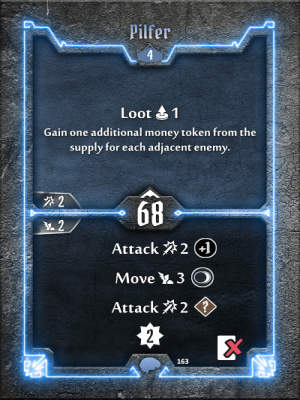 Pilfer
4
Loot 1
Gain one additional money token from the
supply for each adjacent enemy.
2
68
2
Attack 2 +1
Move 3
Attack 2 ?
2
163